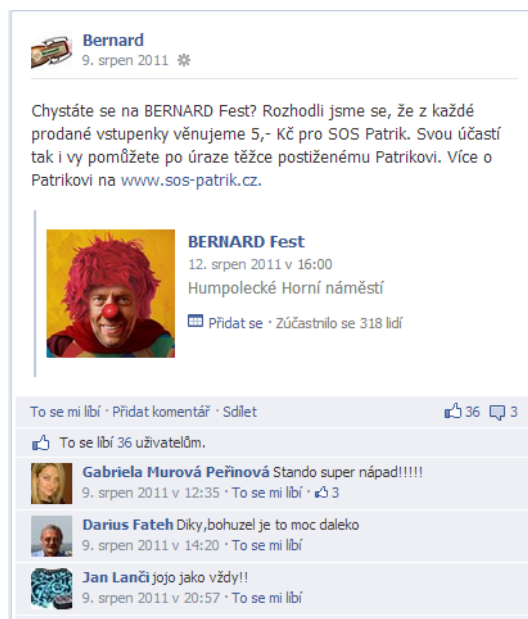 Bernard
9. srpen 2011
Chystáte se na BERNARD Fest? Rozhodli jsme se, že z každé
prodané vstupenky věnujeme 5,- Kč pro SOS Patrik. Svou účastí
tak i vy pomůžete po úraze těžce postiženému Patrikovi. Více o
Patrikovi na www.sos-patrik.cz.
BERNARD Fest
12. srpen 2011 v 16:00
Humpolecké Horní náměstí
Přidat se · Zúčastnilo se 318 lidí
To se mi líbí · Přidat komentář · Sdílet 36 3
To se líbí 36 uživatelům.
Gabriela Murová Peřinová Stando super nápad!!!!!
9. srpen 2011 v 12:35 · To se mi líbí · 3
Darius Fateh Diky,bohuzel je to moc daleko
9. srpen 2011 v 14:20 · To se mi líbí
Jan Lanči jojo jako vždy!!
9. srpen 2011 v 20:57 · To se mi líbí